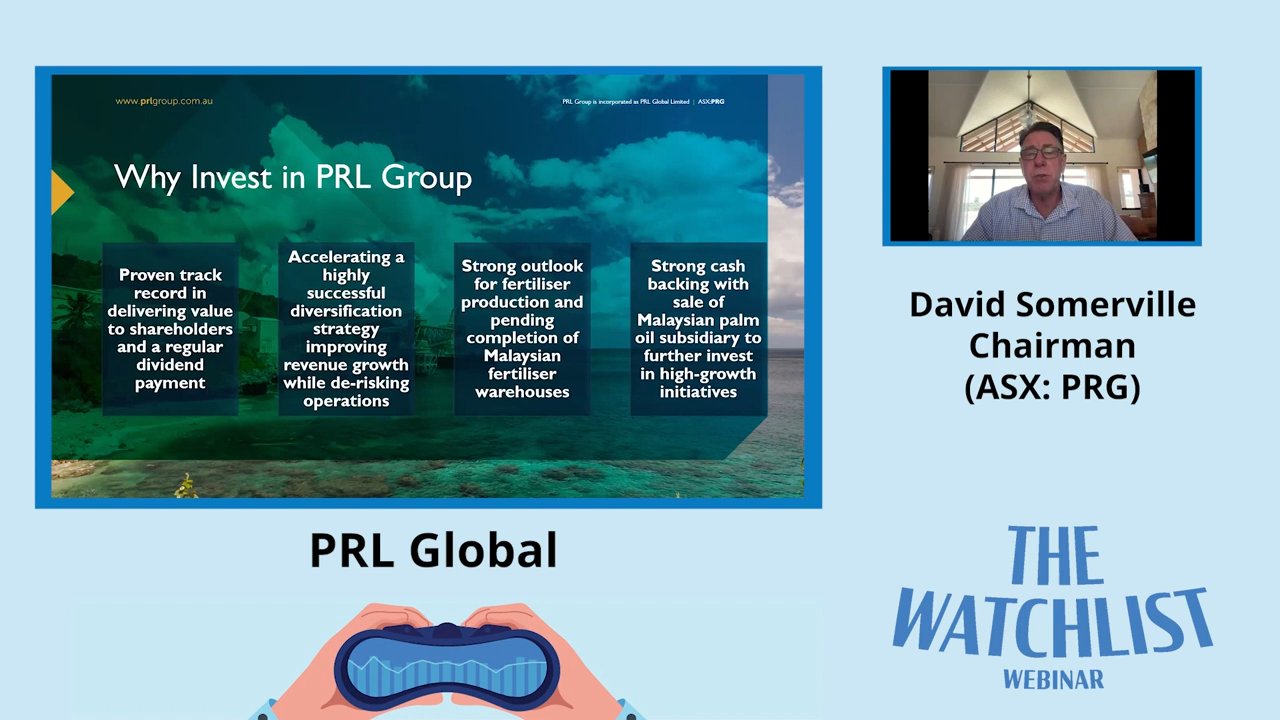 www.prlgroup.com.au
PRL Group is incorporated as PRL Global Limited | ASX:PRG
Why Invest in PRL Group
Proven track
record in
delivering value
to shareholders
and a regular
dividend
payment
Accelerating a
highly
successful
diversification
strategy
improving
revenue growth
while de-risking
operations
Strong outlook
for fertiliser
production and
pending
completion of
Malaysian
fertiliser
warehouses
Strong cash
backing with
sale of
Malaysian palm
oil subsidiary to
further invest
in high-growth
initiatives
David Somerville
Chairman
(ASX: PRG)
PRL Global
THE
WATCHLIST
WEBINAR